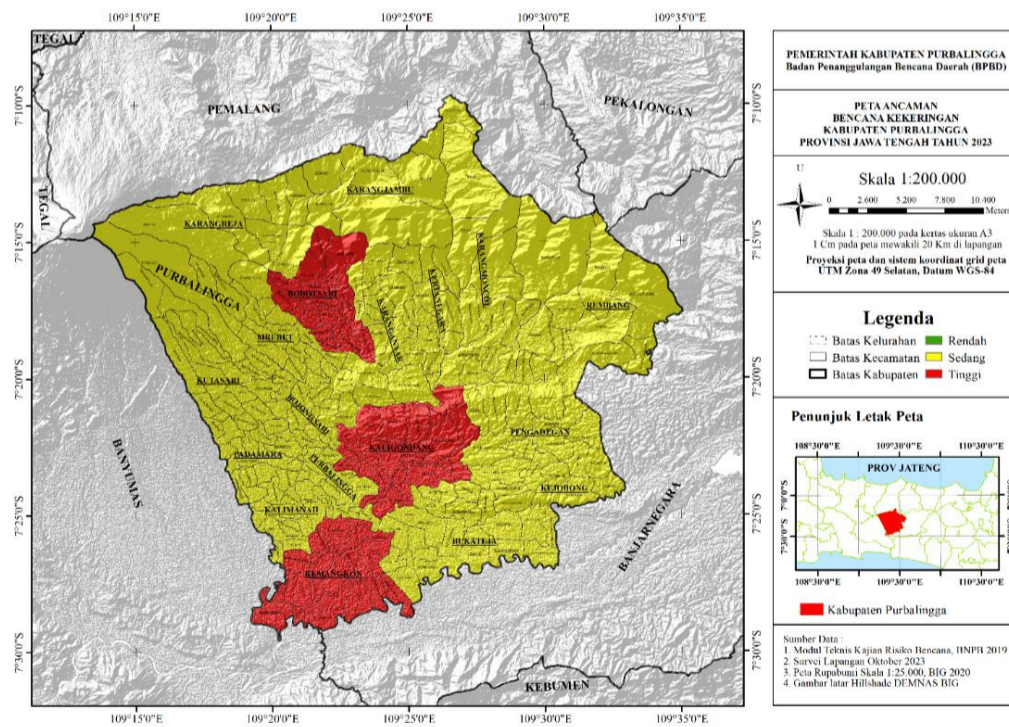 109°15'0"E
109°20'0"E
109°25'0"E
109°30'0"E
109°35'0"E
TEGAL
PEMALANG
PEKALONGAN
7°10'0"S
7°10'0"S
TEGAL
KARANGJAMBU
KARANGREJA
7°15'0"S
7°15'0"S
KARANGMONCOL
PURBALINGGA
KERTANEGARA
BOBOTSARI
REMBANG
KARANGANYAR
MREBET
7°20'0"S
7°20'0"S
KUTASARI
BOJONGSARI
PENGADEGAN
KALIGONDANG
BANYUMAS
PADAMARA
PURBALINGGA
KEJOBONG
7°25'0"S
7°25'0"S
KALIMANAH
BUKATEJA
BANJARNEGARA
KEMANGKON
7°30'0"S
7°30'0"S
KEBUMEN
109°15'0"E
109°20'0"E
109°25'0"E
109°30'0"E
109°35'0"E
PEMERINTAH KABUPATEN PURBALINGGA
Badan Penanggulangan Bencana Daerah (BPBD)
PETA ANCAMAN
BENCANA KEKERINGAN
KABUPATEN PURBALINGGA
PROVINSI JAWA TENGAH TAHUN 2023
U
Skala 1:200.000
0 2.600 5.200 7.800 10.400
Meters
Skala 1 : 200.000 pada kertas ukuran A3
1 Cm pada peta mewakili 20 Km di lapangan
Proyeksi peta dan sistem koordinat grid peta
UTM Zona 49 Selatan, Datum WGS-84
Legenda
Batas Kelurahan
Rendah
Batas Kecamatan
Sedang
Batas Kabupaten
Tinggi
Penunjuk Letak Peta
108°30'0"E 109°30'0"E 110°30'0"E
PROV JATENG
7°0'0"S
7°30'0"S
108°30'0"E 109°30'0"E 110°30'0"E
Kabupaten Purbalingga
Sumber Data :
1. Modul Teknis Kajian Risiko Bencana, BNPB 2019
2. Survei Lapangan Oktober 2023
3. Peta Rupabumi Skala 1:25.000, BIG 2020
4. Gambar latar Hillshade DEMNAS BIG